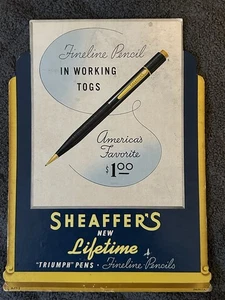 Fineline Pencil
IN WORKING
TOGS
America's
Favorite
$1.00
SHEAFFER'S
NEW
Lifetime
"TRIUMPH" PENS · Fineline Pencils